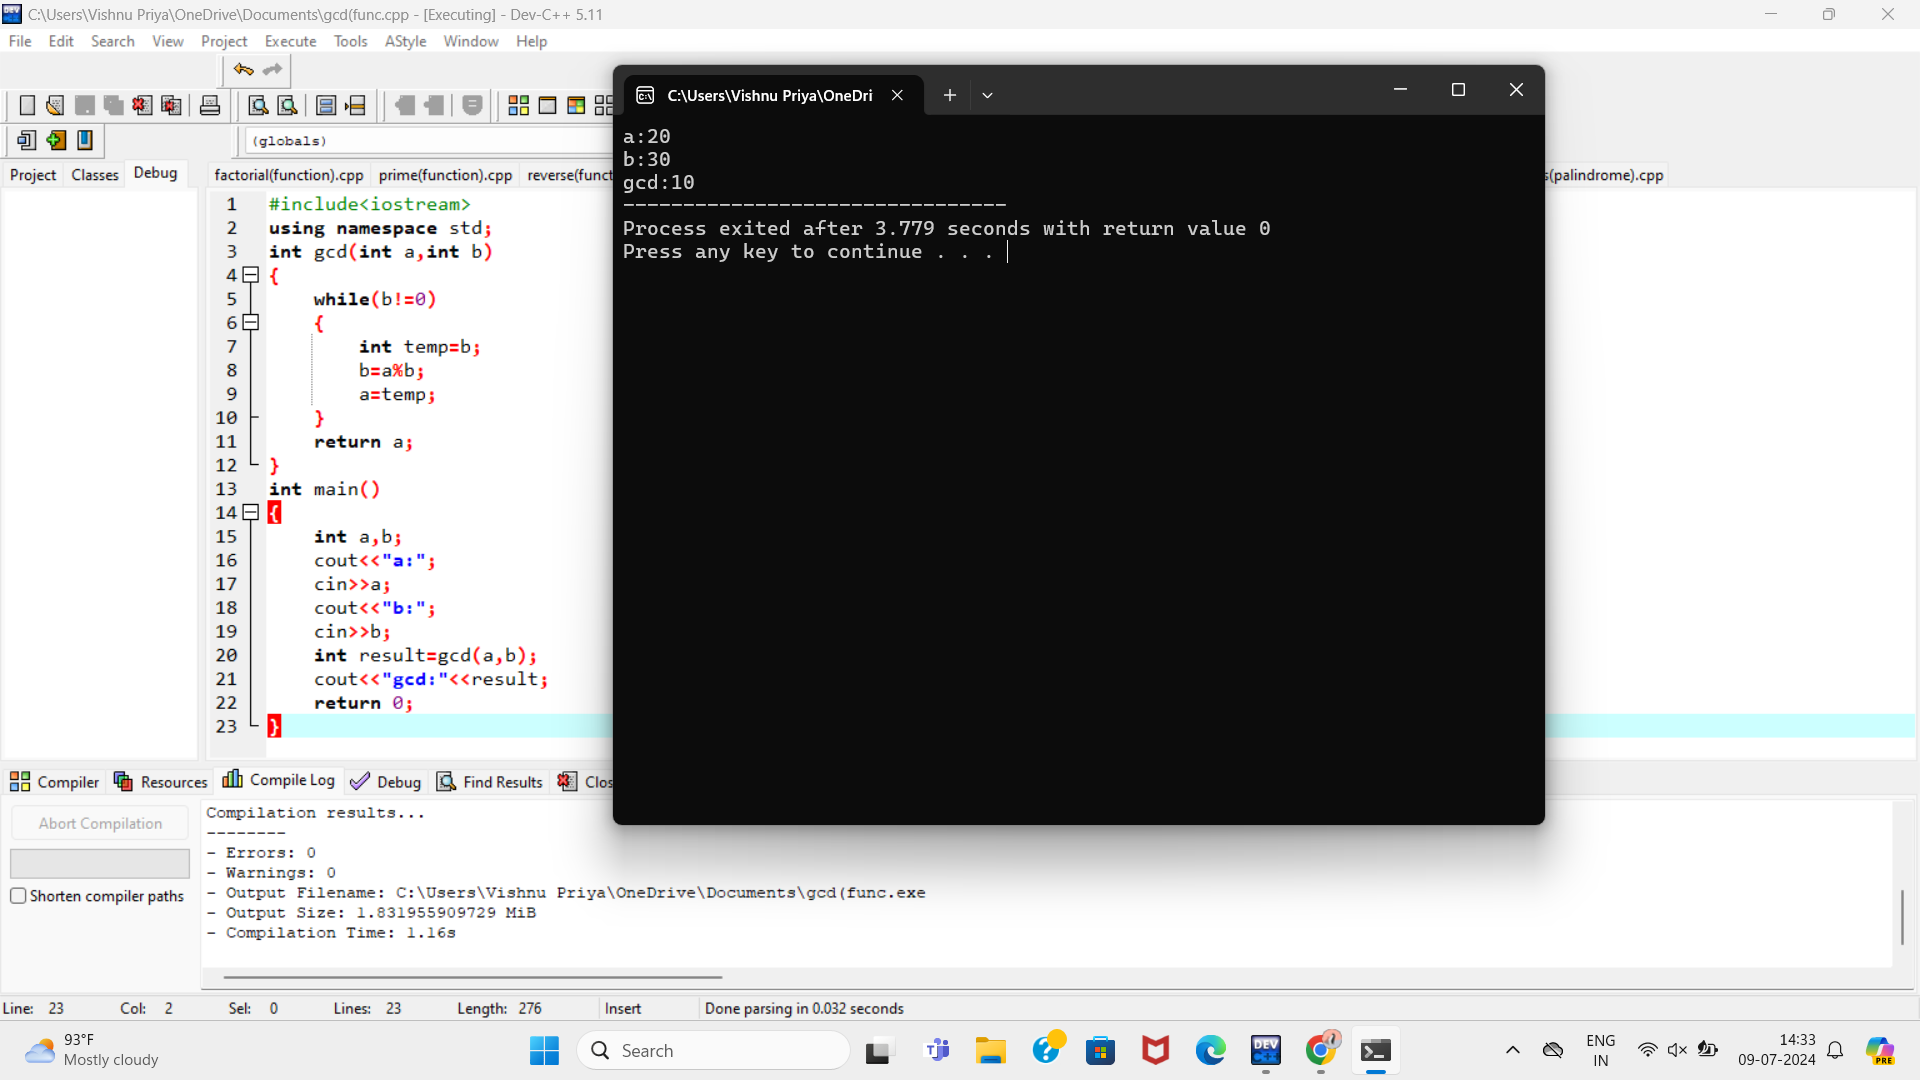 C:\Users\Vishnu Priya\OneDrive\Documents\gcd(func.cpp - [Executing] - Dev-C++ 5.11
File Edit Search View Project Execute Tools AStyle Window Help
(globals)
Project Classes Debug
factorial(function).cpp prime(function).cpp reverse(funct
s(palindrome).cpp
1 #include<iostream>
2 using namespace std;
3 int gcd(int a,int b)
4 {
5 while(b!=0)
6 {
7 int temp=b;
8 b=a%b;
9 a=temp;
10 }
11 return a;
12 }
13 int main()
14 {
15 int a,b;
16 cout<<"a:";
17 cin>>a;
18 cout<<"b:";
19 cin>>b;
20 int result=gcd(a,b);
21 cout<<"gcd:"<<result;
22 return 0;
23 }
C:\Users\Vishnu Priya\OneDri
a:20
b:30
gcd:10
--------------------------------
Process exited after 3.779 seconds with return value 0
Press any key to continue . . .
Compiler Resources Compile Log Debug Find Results Clos
Abort Compilation
Shorten compiler paths
Compilation results...
--------
- Errors: 0
- Warnings: 0
- Output Filename: C:\Users\Vishnu Priya\OneDrive\Documents\gcd(func.exe
- Output Size: 1.831955909729 MiB
- Compilation Time: 1.16s
Line: 23 Col: 2 Sel: 0 Lines: 23 Length: 276 Insert Done parsing in 0.032 seconds
93°F
Mostly cloudy
Search
DEV
C++
ENG
IN
14:33
09-07-2024
PRE